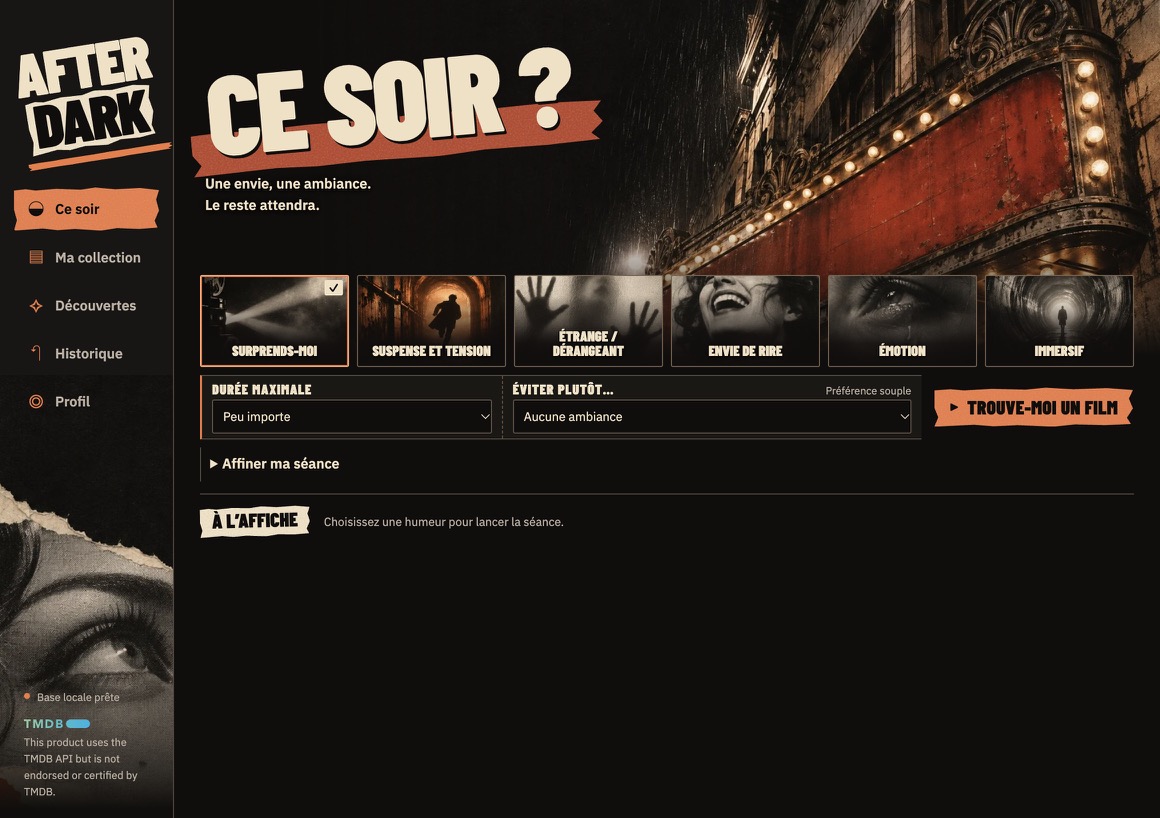 AFTER
DARK
Ce soir
Ma collection
Découvertes
Historique
Profil
Base locale prête
TMDB
This product uses the
TMDB API but is not
endorsed or certified by
TMDB.
CE SOIR ?
Une envie, une ambiance.
Le reste attendra.
SURPRENDS-MOI
SUSPENSE ET TENSION
ÉTRANGE /
DÉRANGEANT
ENVIE DE RIRE
ÉMOTION
IMMERSIF
DURÉE MAXIMALE
Peu importe
ÉVITER PLUTÔT…
Préférence souple
Aucune ambiance
TROUVE-MOI UN FILM
Affiner ma séance
À L’AFFICHE
Choisissez une humeur pour lancer la séance.